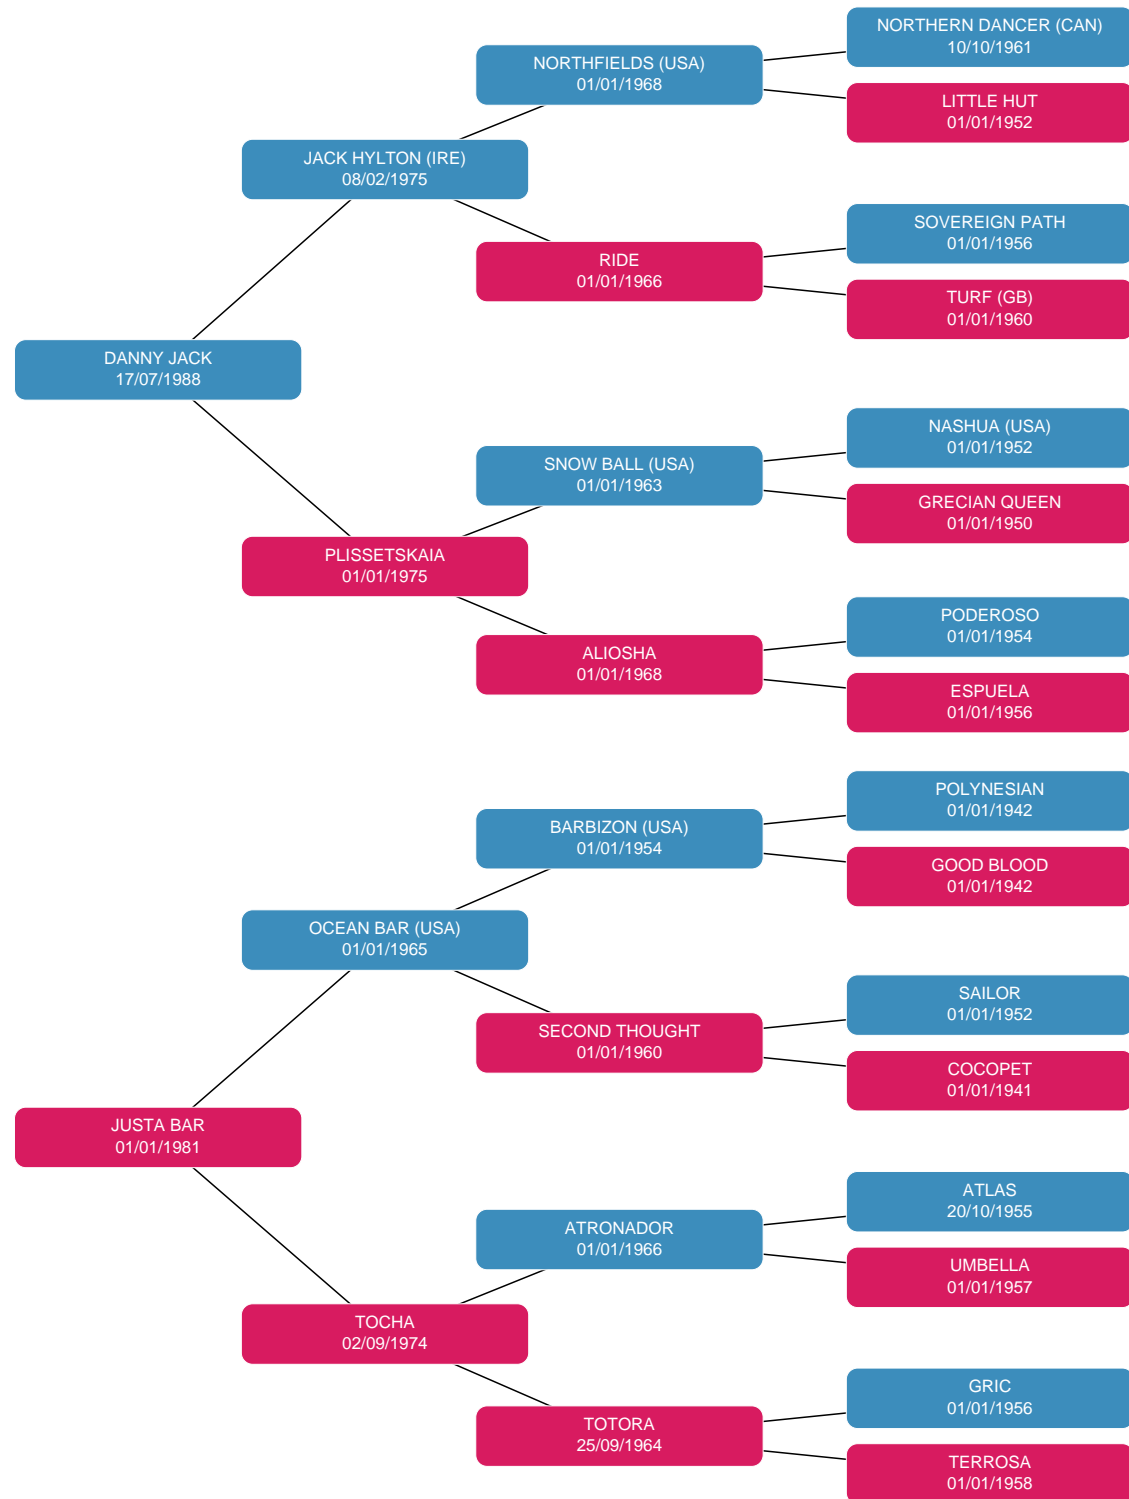 NORTHERN DANCER (CAN)
10/10/1961
NORTHFIELDS (USA)
01/01/1968
LITTLE HUT
01/01/1952
JACK HYLTON (IRE)
08/02/1975
SOVEREIGN PATH
01/01/1956
RIDE
01/01/1966
TURF (GB)
01/01/1960
DANNY JACK
17/07/1988
NASHUA (USA)
01/01/1952
SNOW BALL (USA)
01/01/1963
GRECIAN QUEEN
01/01/1950
PLISSETSKAIA
01/01/1975
PODEROSO
01/01/1954
ALIOSHA
01/01/1968
ESPUELA
01/01/1956
POLYNESIAN
01/01/1942
BARBIZON (USA)
01/01/1954
GOOD BLOOD
01/01/1942
OCEAN BAR (USA)
01/01/1965
SAILOR
01/01/1952
SECOND THOUGHT
01/01/1960
COCOPET
01/01/1941
JUSTA BAR
01/01/1981
ATLAS
20/10/1955
ATRONADOR
01/01/1966
UMBELLA
01/01/1957
TOCHA
02/09/1974
GRIC
01/01/1956
TOTORA
25/09/1964
TERROSA
01/01/1958